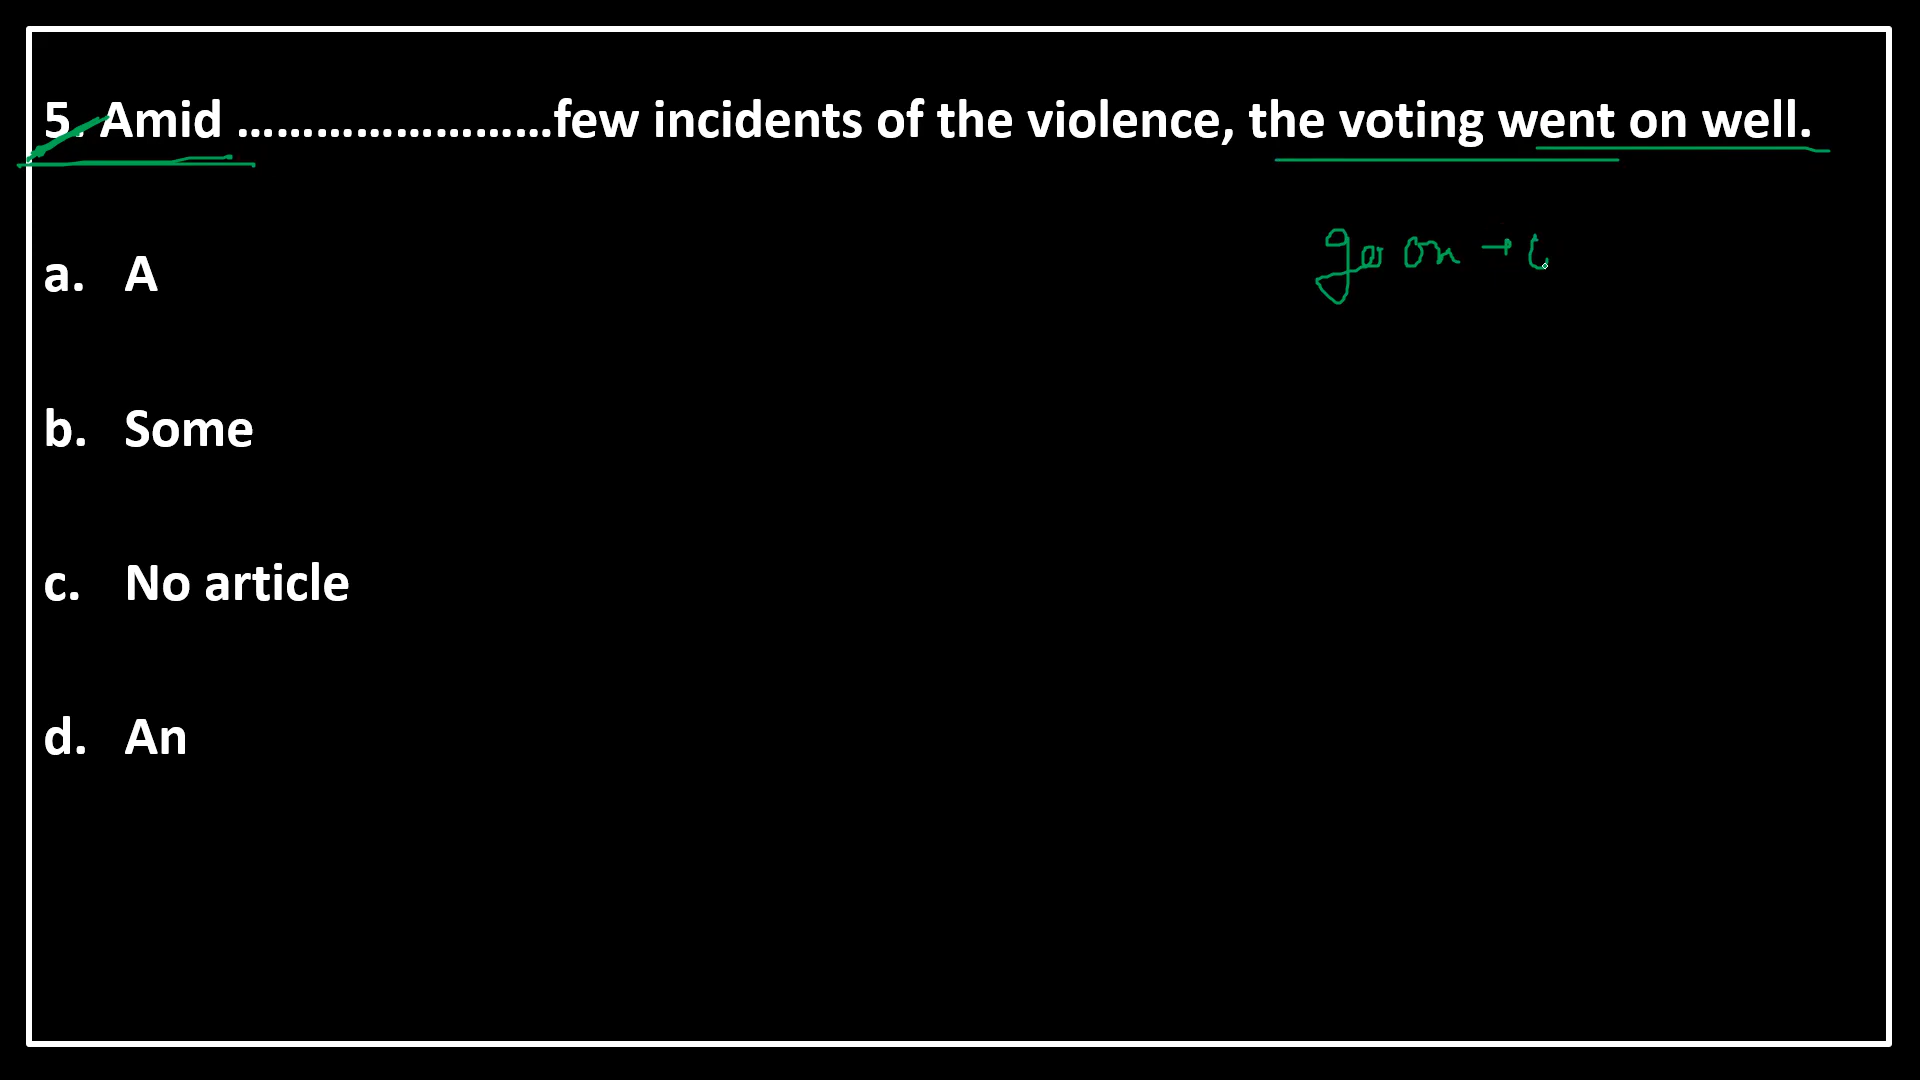 5. Amid ........................few incidents of the violence, the voting went on well.
go on →
a. A
b. Some
c. No article
d. An